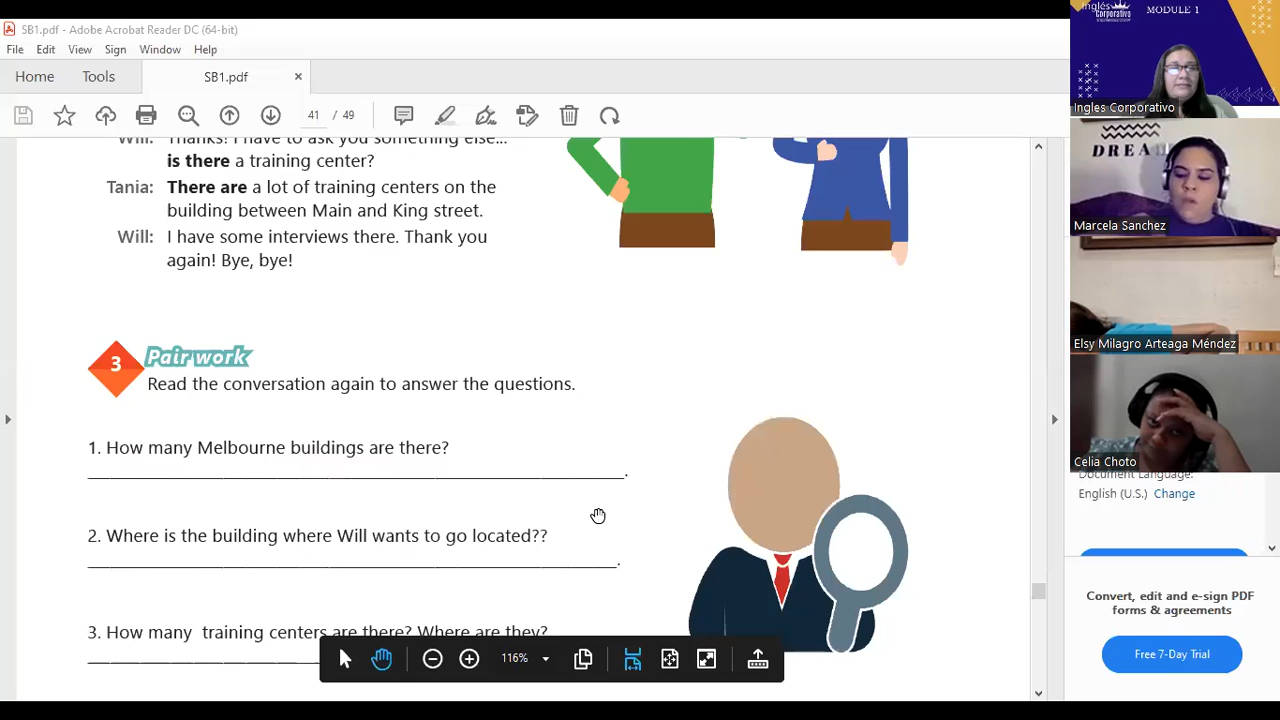 SB1.pdf - Adobe Acrobat Reader DC (64-bit)
File Edit View Sign Window Help
Home Tools SB1.pdf ×
41 / 49
Will: Thanks! I have to ask you something else...
is there a training center?
Tania: There are a lot of training centers on the
building between Main and King street.
Will: I have some interviews there. Thank you
again! Bye, bye!
3 Pair work
Read the conversation again to answer the questions.
1. How many Melbourne buildings are there?
2. Where is the building where Will wants to go located??
3. How many training centers are there? Where are they?
116%
Inglés
Corporativo
MODULE 1
Ingles Corporativo
DREA
Marcela Sanchez
Elsy Milagro Arteaga Méndez
Celia Choto
Document Language:
English (U.S.) Change
Convert, edit and e-sign PDF
forms & agreements
Free 7-Day Trial